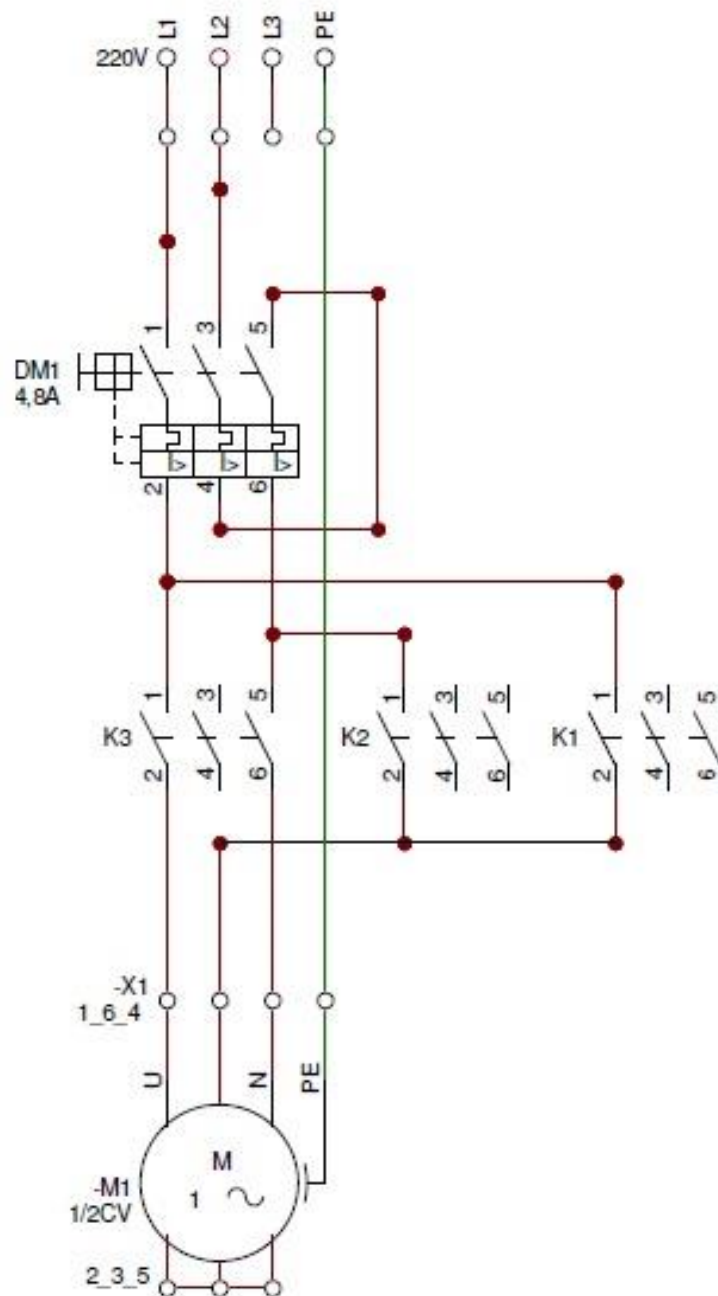 220V L1 L2 L3 PE
1 3 5
DM1
4,8A
2 4 6
1 3 5 1 3 5 1 3 5
K3 K2 K1
2 4 6 2 4 6 2 4 6
-X1
1_6_4
U N PE
M
1
-M1
1/2CV
2_3_5